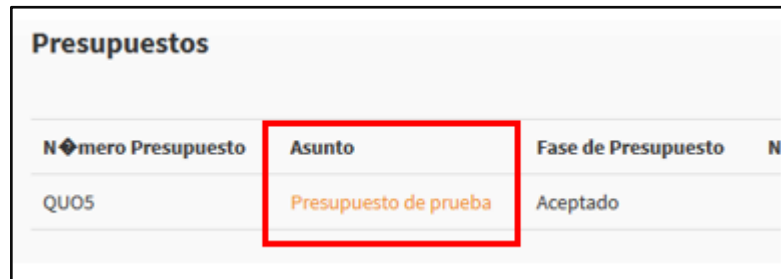 Presupuestos
N�mero Presupuesto Asunto Fase de Presupuesto N
QUO5 Presupuesto de prueba Aceptado